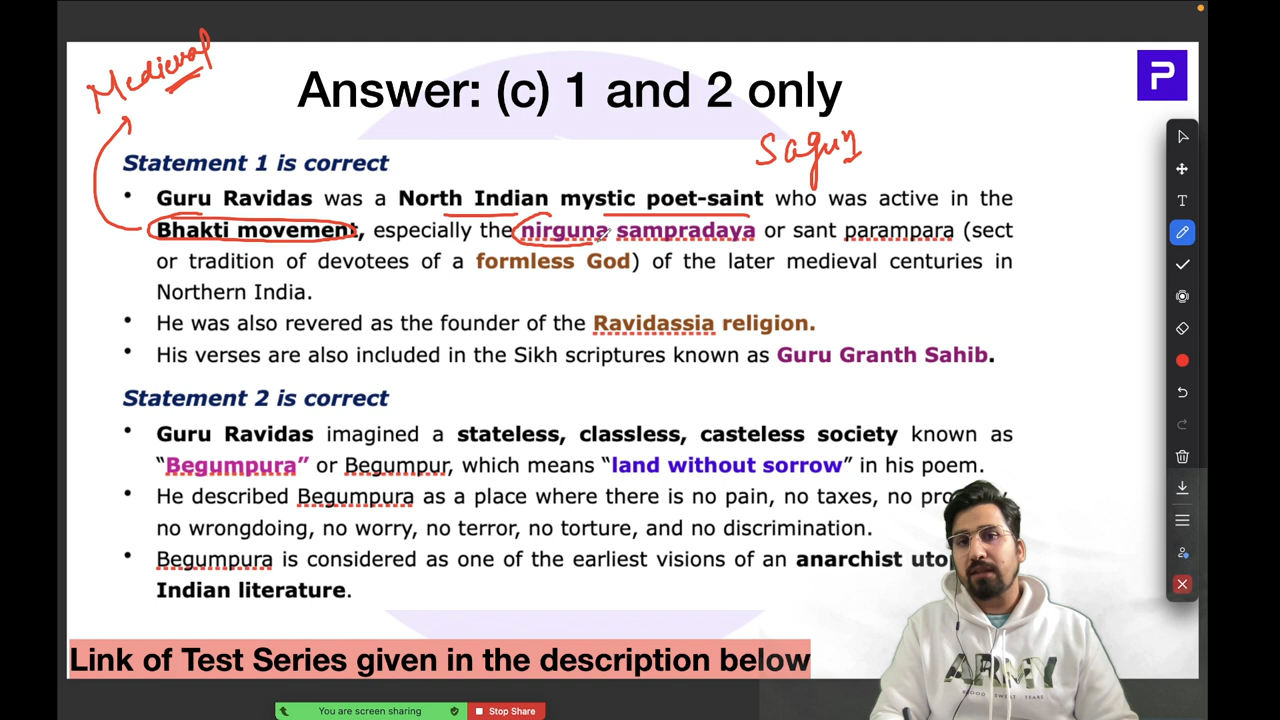 Medieval
Answer: (c) 1 and 2 only
P
Sagun
Statement 1 is correct
• Guru Ravidas was a North Indian mystic poet-saint who was active in the
Bhakti movement, especially the nirguna sampradaya or sant parampara (sect
or tradition of devotees of a formless God) of the later medieval centuries in
Northern India.
• He was also revered as the founder of the Ravidassia religion.
• His verses are also included in the Sikh scriptures known as Guru Granth Sahib.
Statement 2 is correct
• Guru Ravidas imagined a stateless, classless, casteless society known as
“Begumpura” or Begumpur, which means “land without sorrow” in his poem.
• He described Begumpura as a place where there is no pain, no taxes, no
no wrongdoing, no worry, no terror, no torture, and no discrimination.
• Begumpura is considered as one of the earliest visions of an anarchist
Indian literature.
Link of Test Series given in the description below
ARMY
BLOOD SWEAT TEARS
T
You are screen sharing
Stop Share